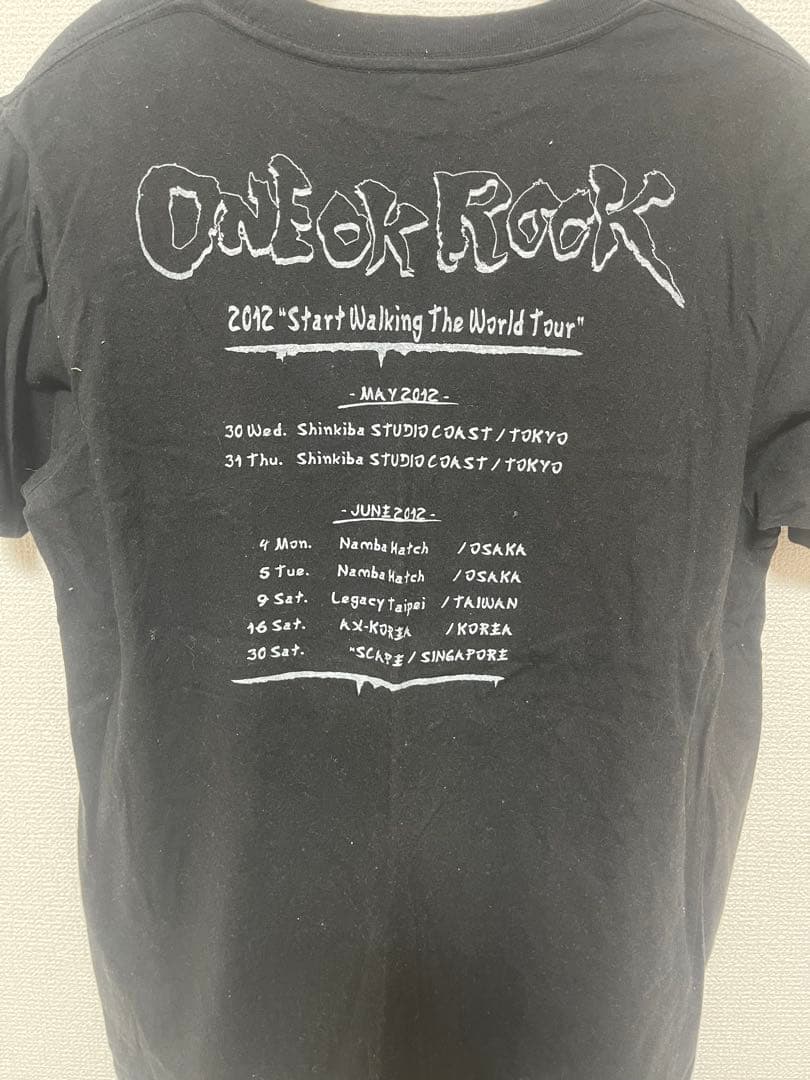 ONE OK ROCK
2012 "Start Walking The World Tour"
- MAY 2012 -
30 Wed. Shinkiba STUDIO COAST / TOKYO
31 Thu. Shinkiba STUDIO COAST / TOKYO
- JUNE 2012 -
4 Mon. Namba Hatch / OSAKA
5 Tue. Namba Hatch / OSAKA
9 Sat. Legacy Taipei / TAIWAN
16 Sat. AX-KOREA / KOREA
30 Sat. *SCAPE / SINGAPORE